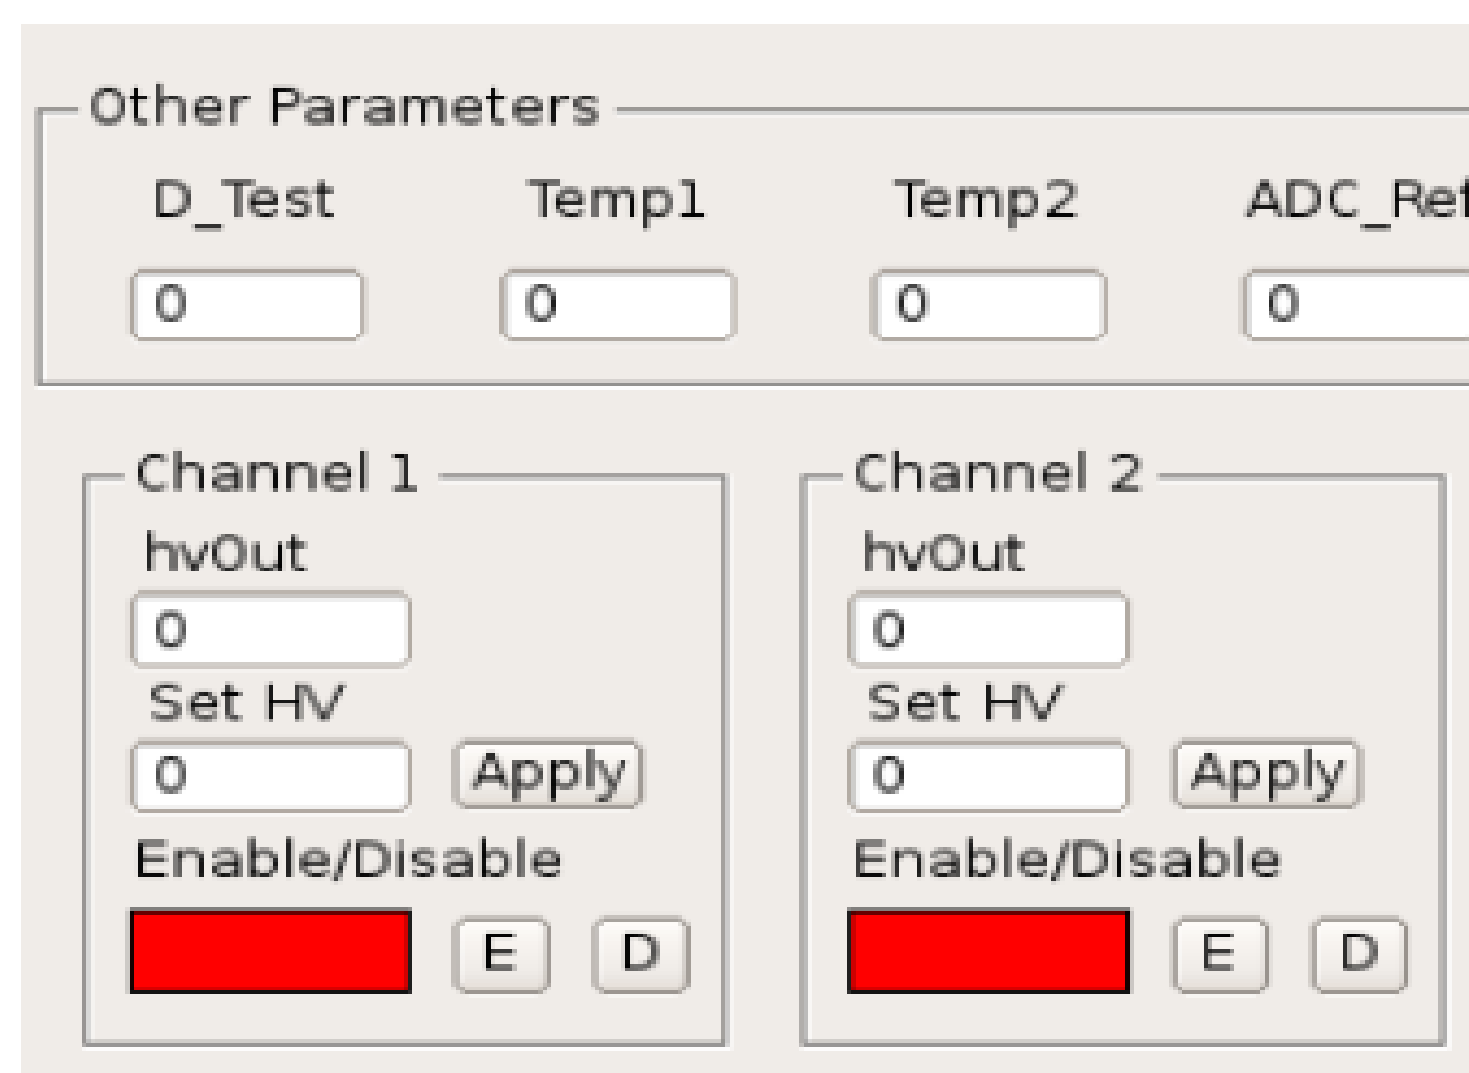 Other Parameters
D_Test Temp1 Temp2 ADC_Ref
0 0 0 0
Channel 1 Channel 2
hvOut hvOut
0 0
Set HV Set HV
0 Apply 0 Apply
Enable/Disable Enable/Disable
E D E D